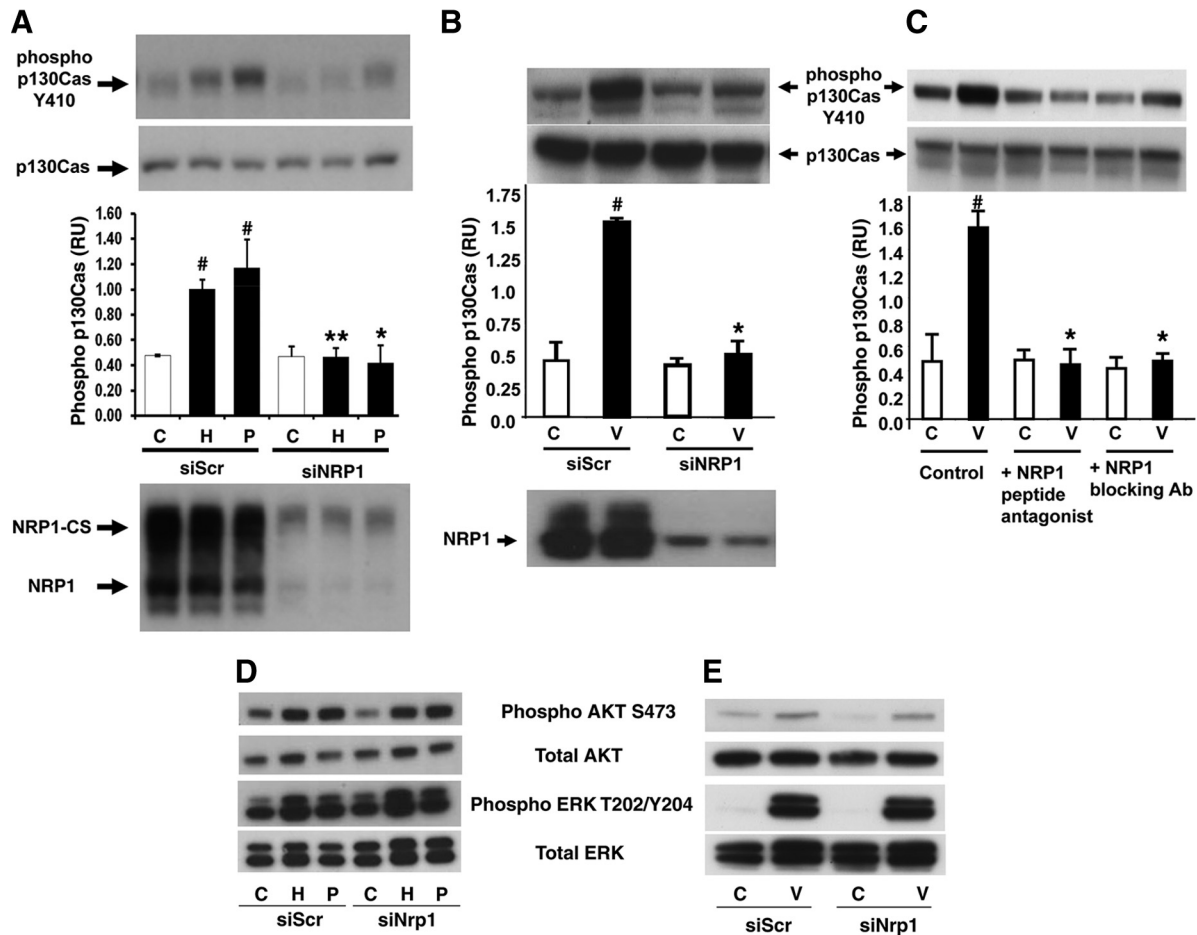 A
phospho
p130Cas
Y410
p130Cas
Phospho p130Cas (RU)
1.60
1.40
1.20
1.00
0.80
0.60
0.40
0.20
0.00
# # ** *
C H P C H P
siScr siNRP1
NRP1-CS
NRP1
B
phospho
p130Cas
Y410
p130Cas
Phospho p130Cas (RU)
1.75
1.5
1.25
1.0
0.75
0.5
0.25
0.0
# *
C V C V
siScr siNRP1
NRP1
C
Phospho p130Cas (RU)
1.8
1.6
1.4
1.2
1.0
0.8
0.6
0.4
0.2
0.0
# * *
C V C V C V
Control
+ NRP1
peptide
antagonist
+ NRP1
blocking Ab
D
Phospho AKT S473
Total AKT
Phospho ERK T202/Y204
Total ERK
C H P C H P
siScr siNrp1
E
C V C V
siScr siNrp1